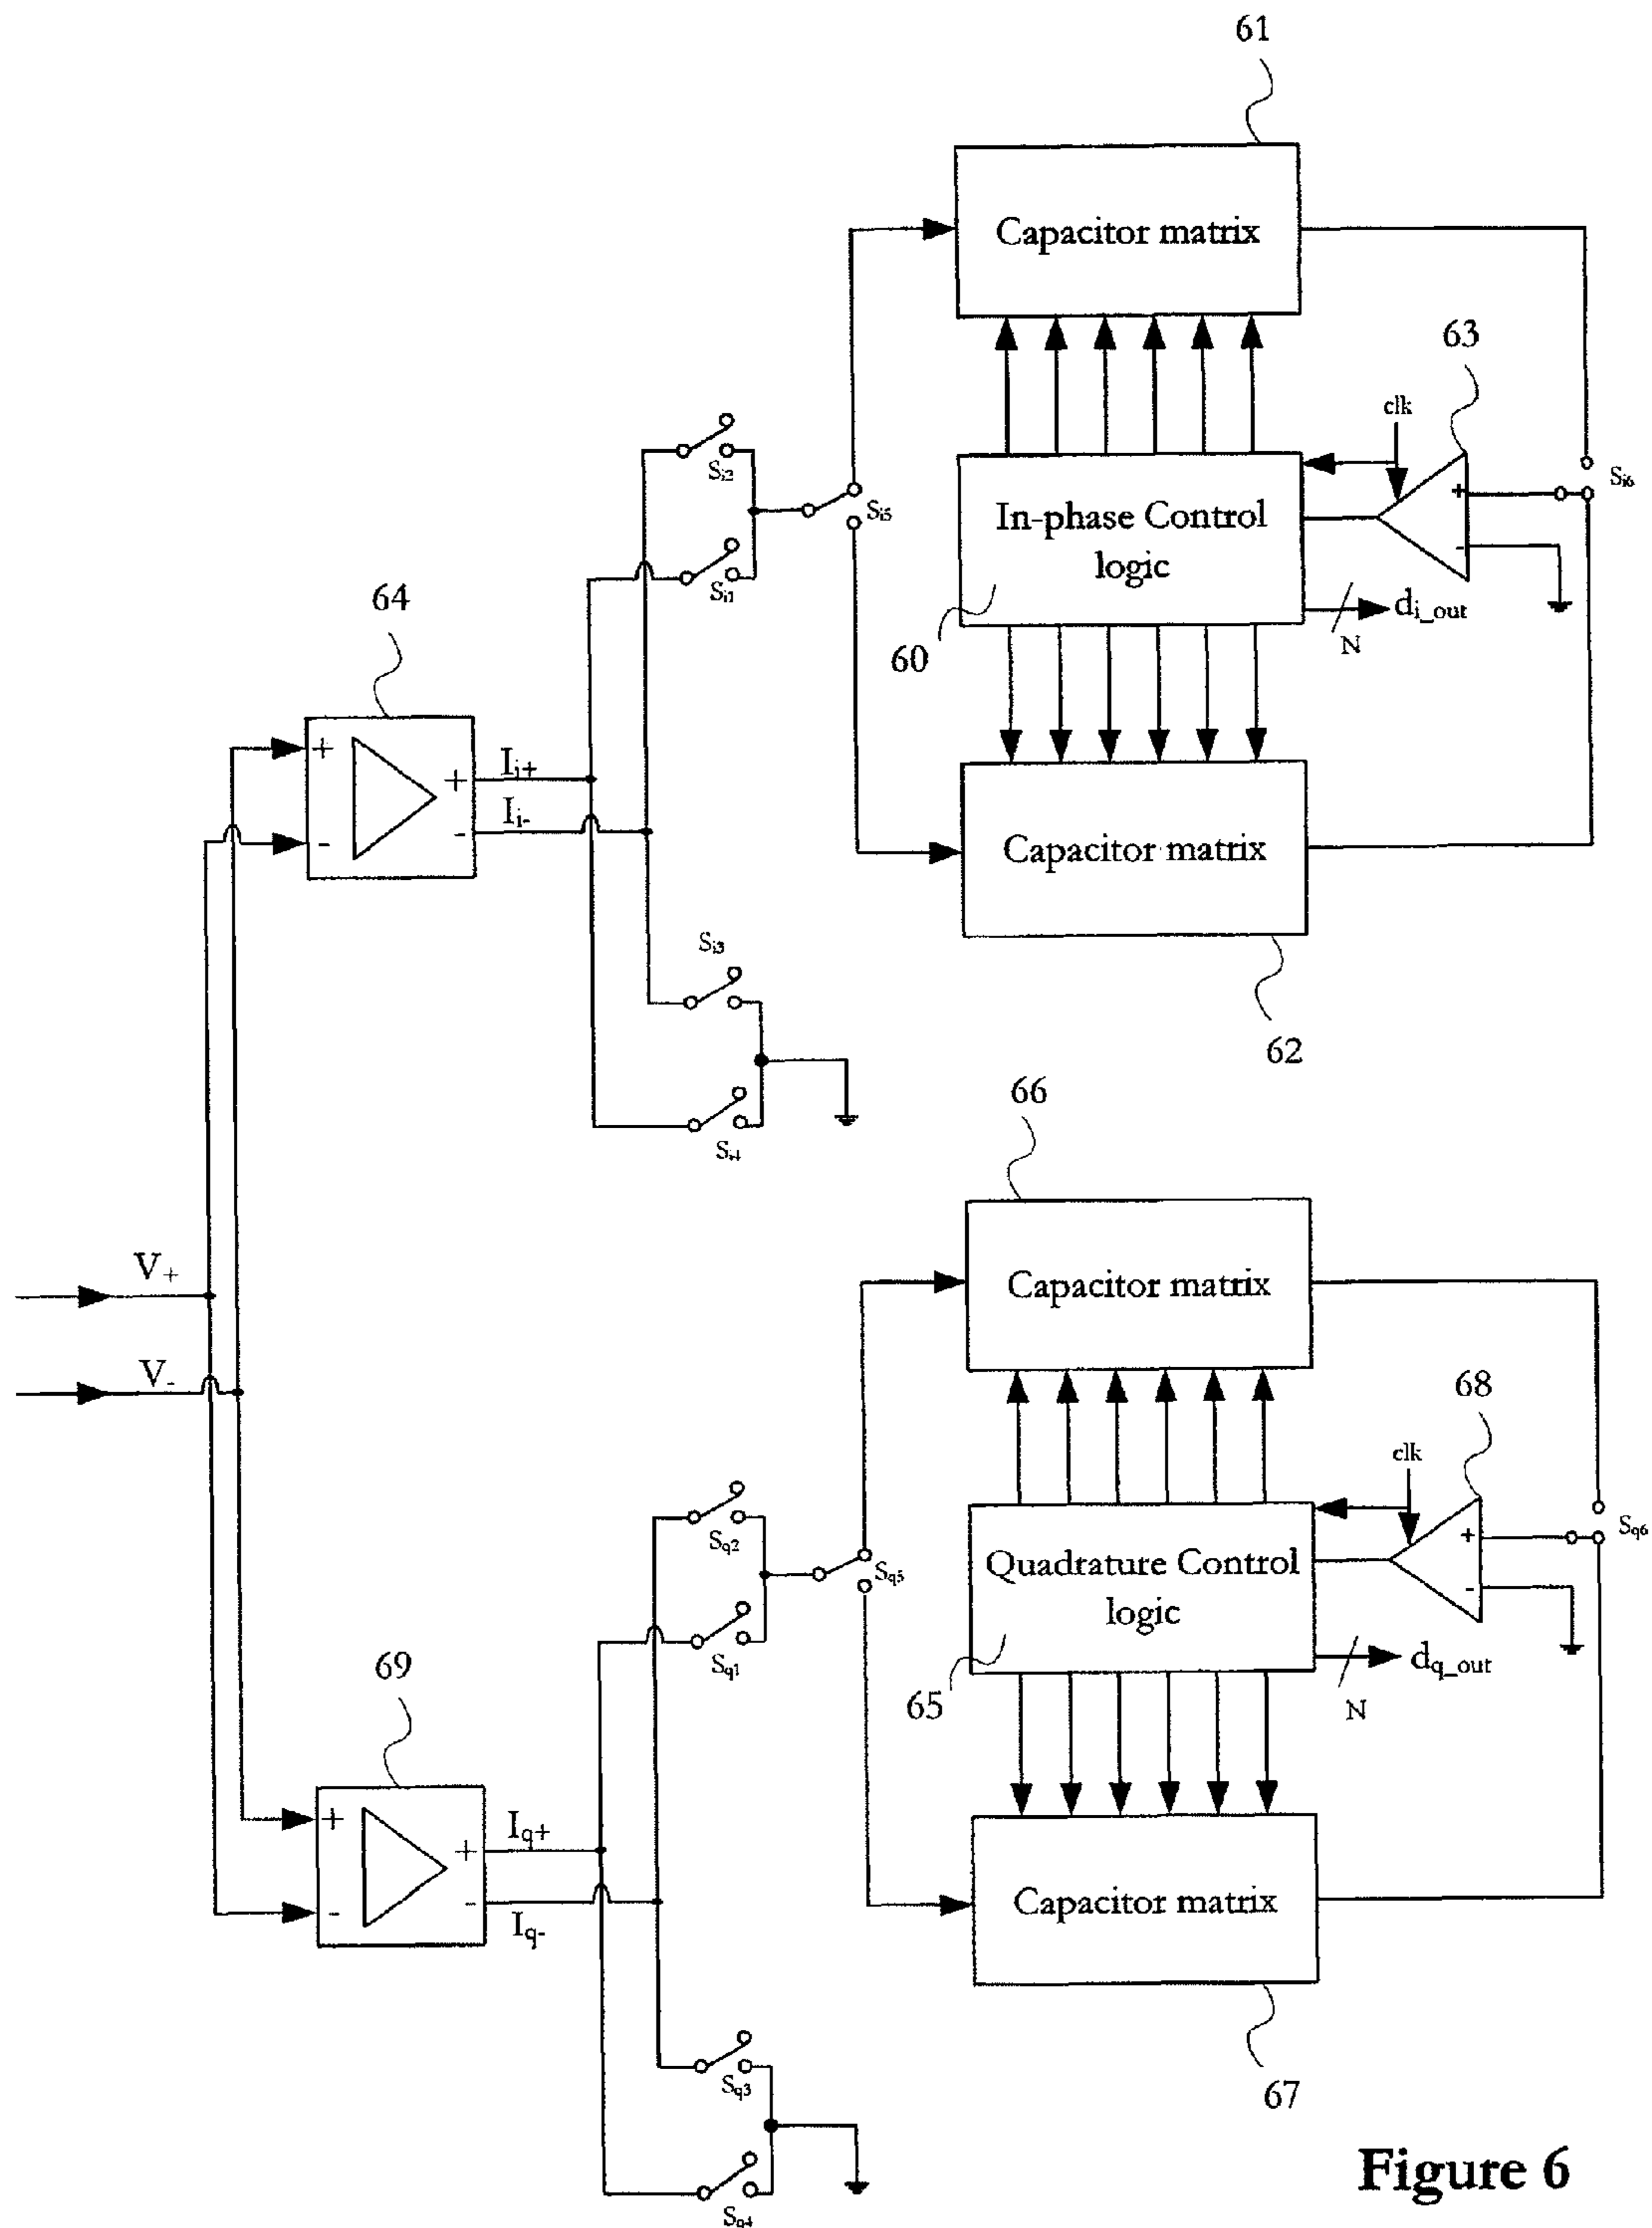 61
Capacitor matrix
63
clk
Si2
Si5
Si6
+
In-phase Control
logic
-
Si1
64
di_out
N
60
+
Ii+
+
Ii-
-
-
Capacitor matrix
Si3
62
66
Si4
V+
Capacitor matrix
V-
68
clk
Sq2
Sq6
+
Quadrature Control
logic
Sq5
-
Sq1
69
dq_out
65
N
+
Iq+
+
-
-
Iq-
Capacitor matrix
Sq3
67
Figure 6
Sq4